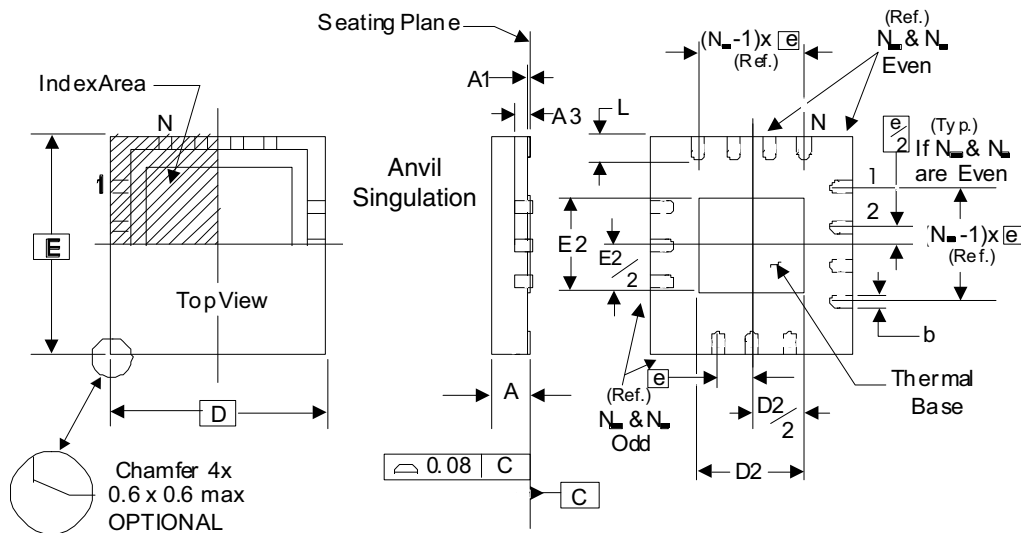 Seating Plane
(Ref.)
(N -1)x e
(Ref.)
N & N
Even
Index Area
A1
A3
L
N
N
e/2
(Typ.)
If N & N
are Even
1
1
2
Anvil
Singulation
(N -1)x e
(Ref.)
E
E2
E2/2
Top View
b
Thermal
Base
e
(Ref.)
N & N
Odd
D2/2
D2
A
D
Chamfer 4x
0.6 x 0.6 max
OPTIONAL
0.08 C
C